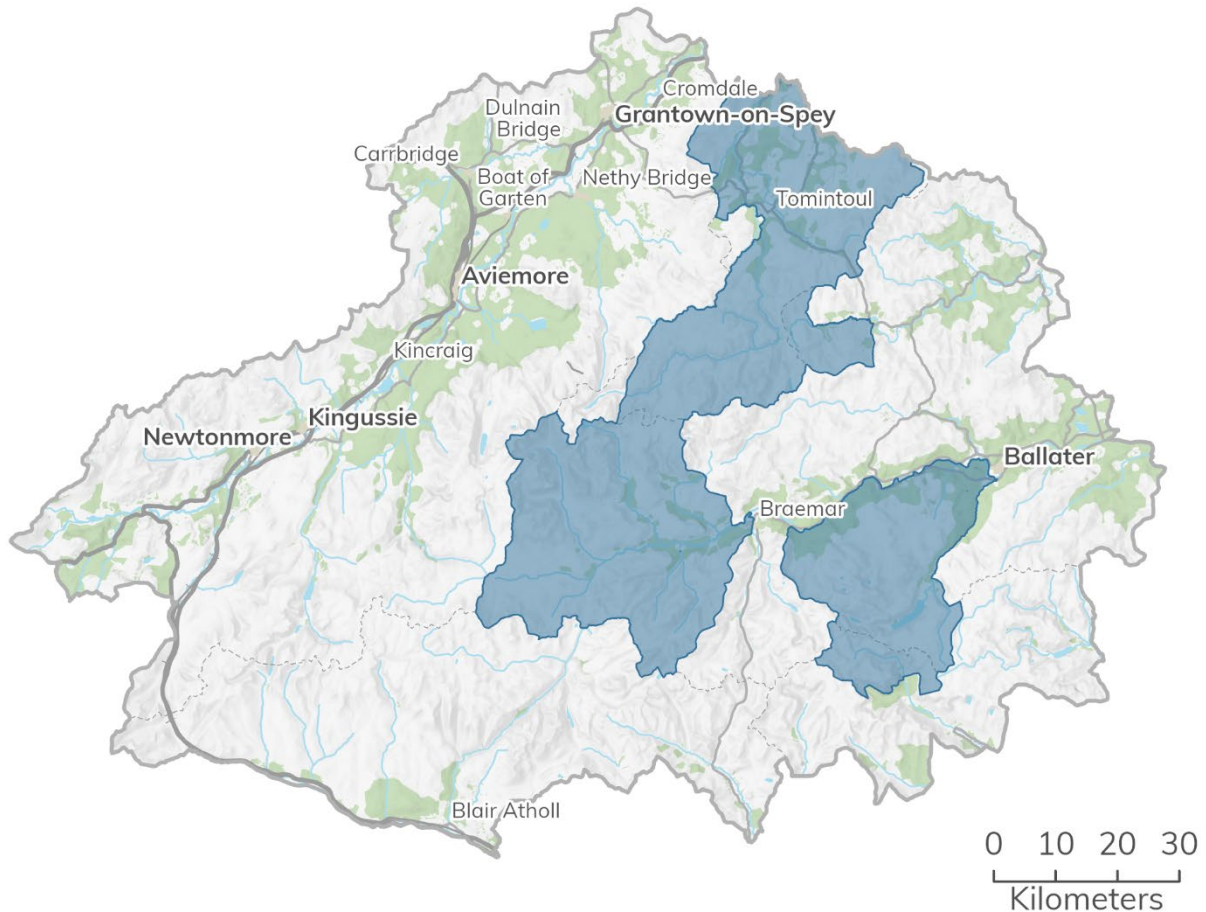 Cromdale
Grantown-on-Spey
Dulnain
Bridge
Carrbridge
Boat of
Garten
Nethy Bridge
Tomintoul
Aviemore
Kincraig
Kingussie
Newtonmore
Ballater
Braemar
Blair Atholl
0 10 20 30
Kilometers